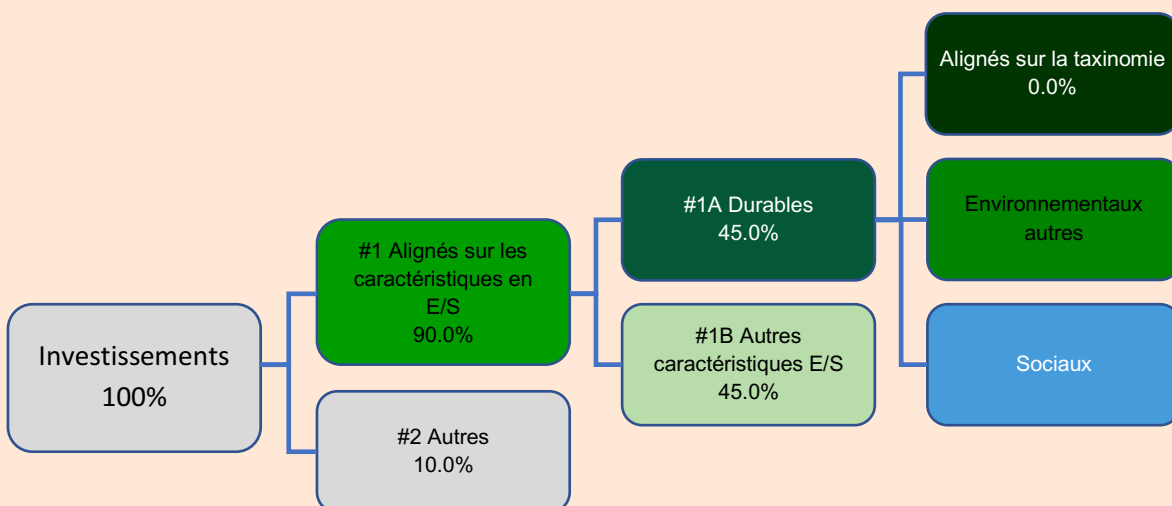 Investissements
100%
#1 Alignés sur les
caractéristiques en
E/S
90.0%
#2 Autres
10.0%
#1A Durables
45.0%
#1B Autres
caractéristiques E/S
45.0%
Alignés sur la taxinomie
0.0%
Environnementaux
autres
Sociaux